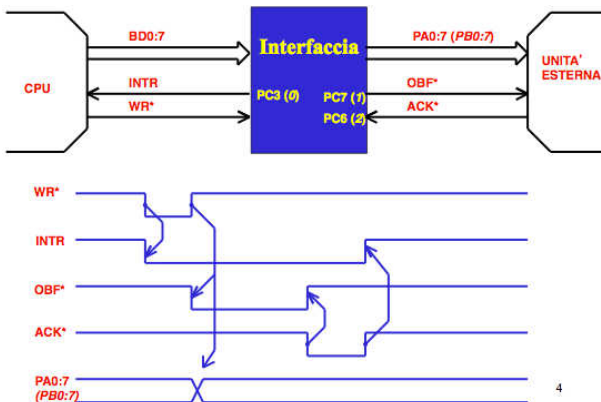 BD0:7
Interfaccia
PA0:7 (PB0:7)
CPU
INTR
PC3 (0)
PC7 (1)
OBF*
UNITA'
ESTERNA
WR*
PC6 (2)
ACK*
WR*
INTR
OBF*
ACK*
PA0:7
(PB0:7)
4